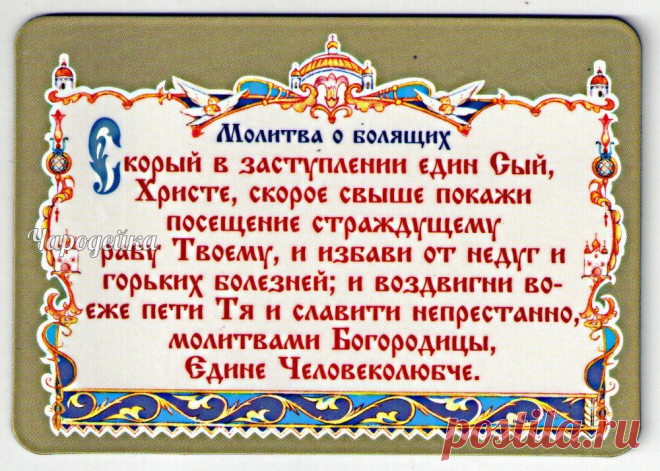 Молитва о болящих
Скорый в заступлении един Сый,
Христе, скорое свыше покажи
посещение страждущему
рабу Твоему, и избави от недуг и
горьких болезней; и воздвигни во-
еже пети Тя и славити непрестанно,
молитвами Богородицы,
Едине Человеколюбче.
Чародейка
postila.ru